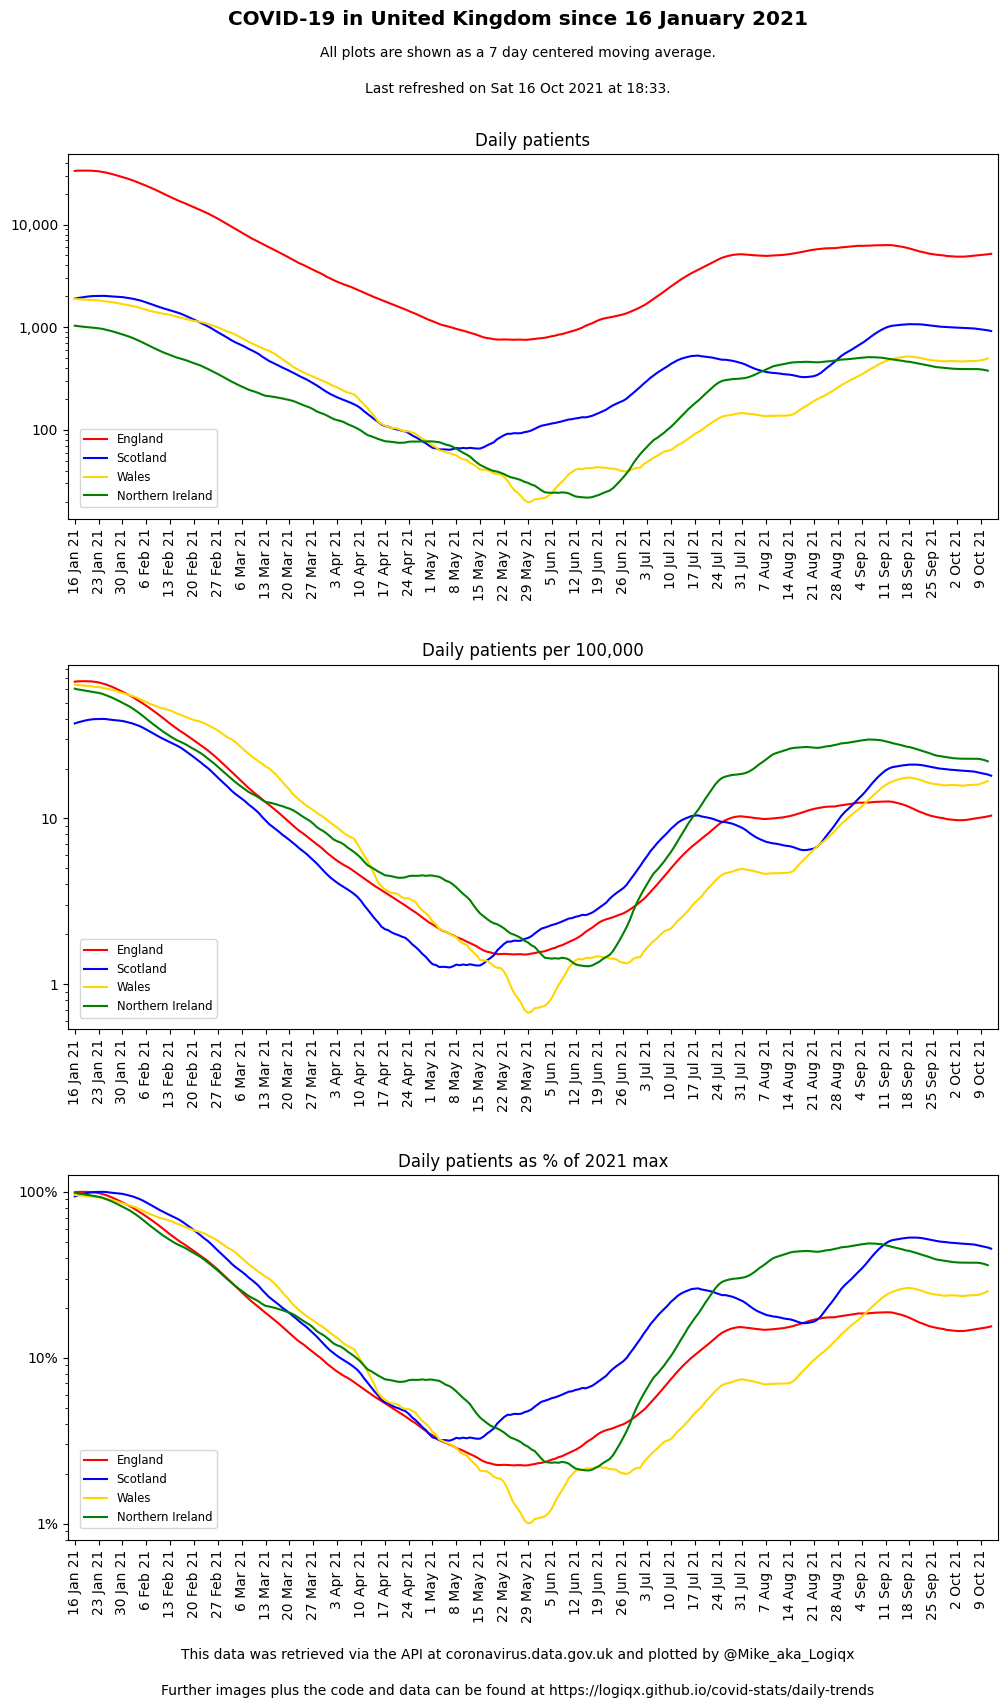 COVID-19 in United Kingdom since 16 January 2021
All plots are shown as a 7 day centered moving average.
Last refreshed on Sat 16 Oct 2021 at 18:33.
Daily patients
10,000
1,000
100
England
Scotland
Wales
Northern Ireland
16 Jan 21
23 Jan 21
30 Jan 21
6 Feb 21
13 Feb 21
20 Feb 21
27 Feb 21
6 Mar 21
13 Mar 21
20 Mar 21
27 Mar 21
3 Apr 21
10 Apr 21
17 Apr 21
24 Apr 21
1 May 21
8 May 21
15 May 21
22 May 21
29 May 21
5 Jun 21
12 Jun 21
19 Jun 21
26 Jun 21
3 Jul 21
10 Jul 21
17 Jul 21
24 Jul 21
31 Jul 21
7 Aug 21
14 Aug 21
21 Aug 21
28 Aug 21
4 Sep 21
11 Sep 21
18 Sep 21
25 Sep 21
2 Oct 21
9 Oct 21
Daily patients per 100,000
10
1
England
Scotland
Wales
Northern Ireland
16 Jan 21
23 Jan 21
30 Jan 21
6 Feb 21
13 Feb 21
20 Feb 21
27 Feb 21
6 Mar 21
13 Mar 21
20 Mar 21
27 Mar 21
3 Apr 21
10 Apr 21
17 Apr 21
24 Apr 21
1 May 21
8 May 21
15 May 21
22 May 21
29 May 21
5 Jun 21
12 Jun 21
19 Jun 21
26 Jun 21
3 Jul 21
10 Jul 21
17 Jul 21
24 Jul 21
31 Jul 21
7 Aug 21
14 Aug 21
21 Aug 21
28 Aug 21
4 Sep 21
11 Sep 21
18 Sep 21
25 Sep 21
2 Oct 21
9 Oct 21
Daily patients as % of 2021 max
100%
10%
1%
England
Scotland
Wales
Northern Ireland
16 Jan 21
23 Jan 21
30 Jan 21
6 Feb 21
13 Feb 21
20 Feb 21
27 Feb 21
6 Mar 21
13 Mar 21
20 Mar 21
27 Mar 21
3 Apr 21
10 Apr 21
17 Apr 21
24 Apr 21
1 May 21
8 May 21
15 May 21
22 May 21
29 May 21
5 Jun 21
12 Jun 21
19 Jun 21
26 Jun 21
3 Jul 21
10 Jul 21
17 Jul 21
24 Jul 21
31 Jul 21
7 Aug 21
14 Aug 21
21 Aug 21
28 Aug 21
4 Sep 21
11 Sep 21
18 Sep 21
25 Sep 21
2 Oct 21
9 Oct 21
This data was retrieved via the API at coronavirus.data.gov.uk and plotted by @Mike_aka_Logiqx
Further images plus the code and data can be found at https://logiqx.github.io/covid-stats/daily-trends